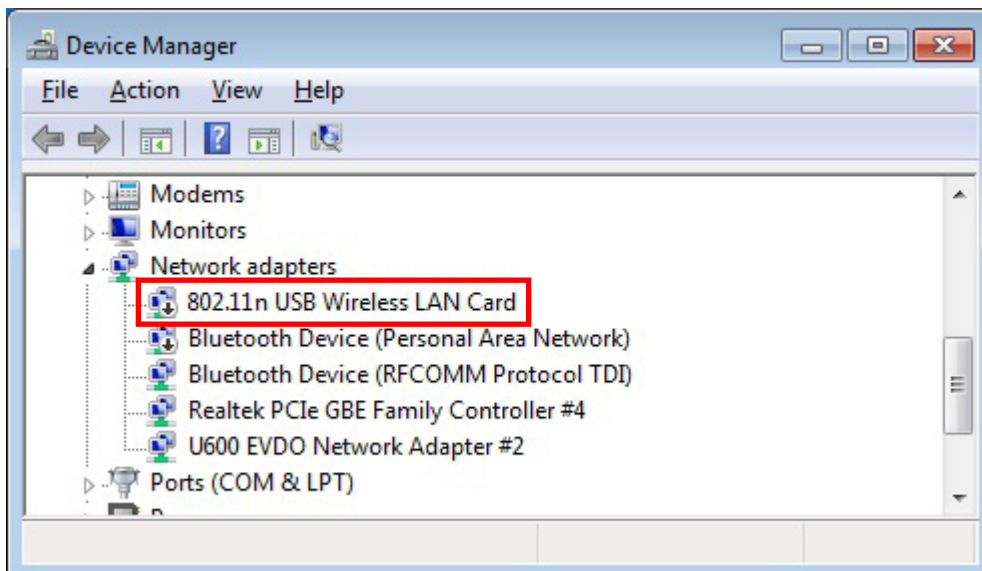 Device Manager
File Action View Help
Modems
Monitors
Network adapters
802.11n USB Wireless LAN Card
Bluetooth Device (Personal Area Network)
Bluetooth Device (RFCOMM Protocol TDI)
Realtek PCIe GBE Family Controller #4
U600 EVDO Network Adapter #2
Ports (COM & LPT)